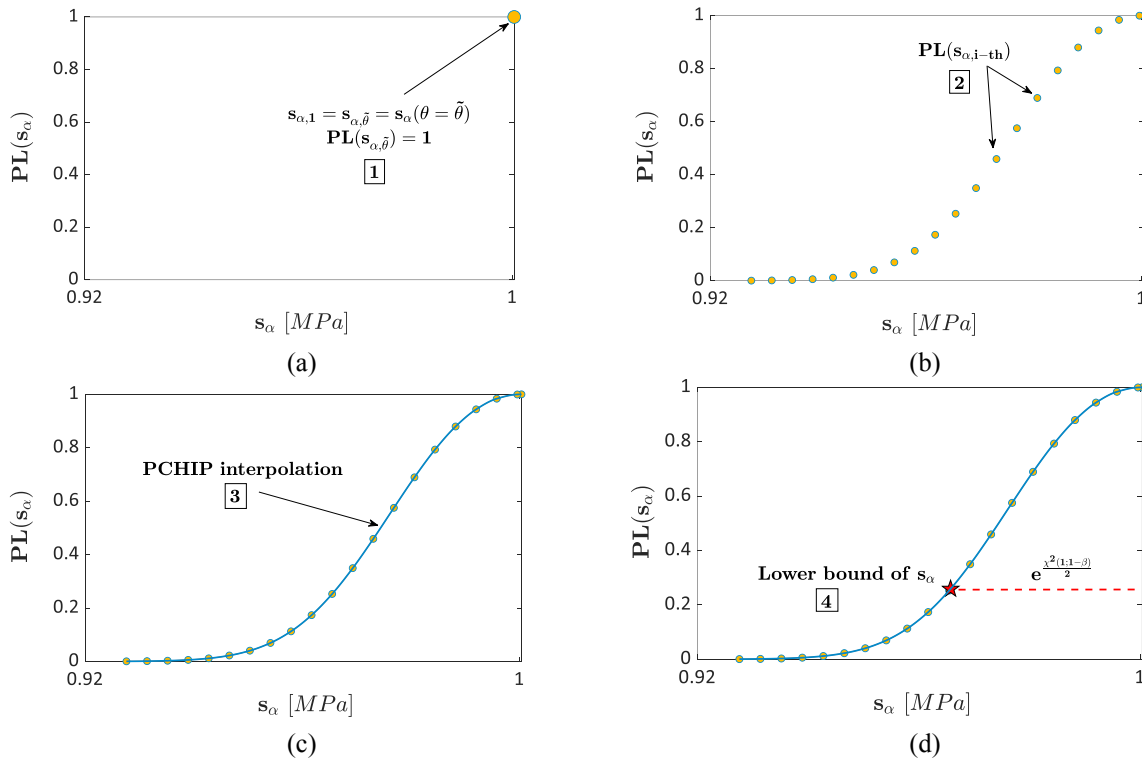 1
0.8
0.6
0.4
0.2
0
PL(s_α)
s_{α,1} = s_{α,θ̃} = s_α(θ = θ̃)
PL(s_{α,θ̃}) = 1
1
0.92
1
s_α [MPa]
(a)
1
0.8
0.6
0.4
0.2
0
PL(s_α)
PL(s_{α,i−th})
2
0.92
1
s_α [MPa]
(b)
1
0.8
0.6
0.4
0.2
0
PL(s_α)
PCHIP interpolation
3
0.92
1
s_α [MPa]
(c)
1
0.8
0.6
0.4
0.2
0
PL(s_α)
Lower bound of s_α
4
e^{χ²(1;1−β)/2}
0.92
1
s_α [MPa]
(d)